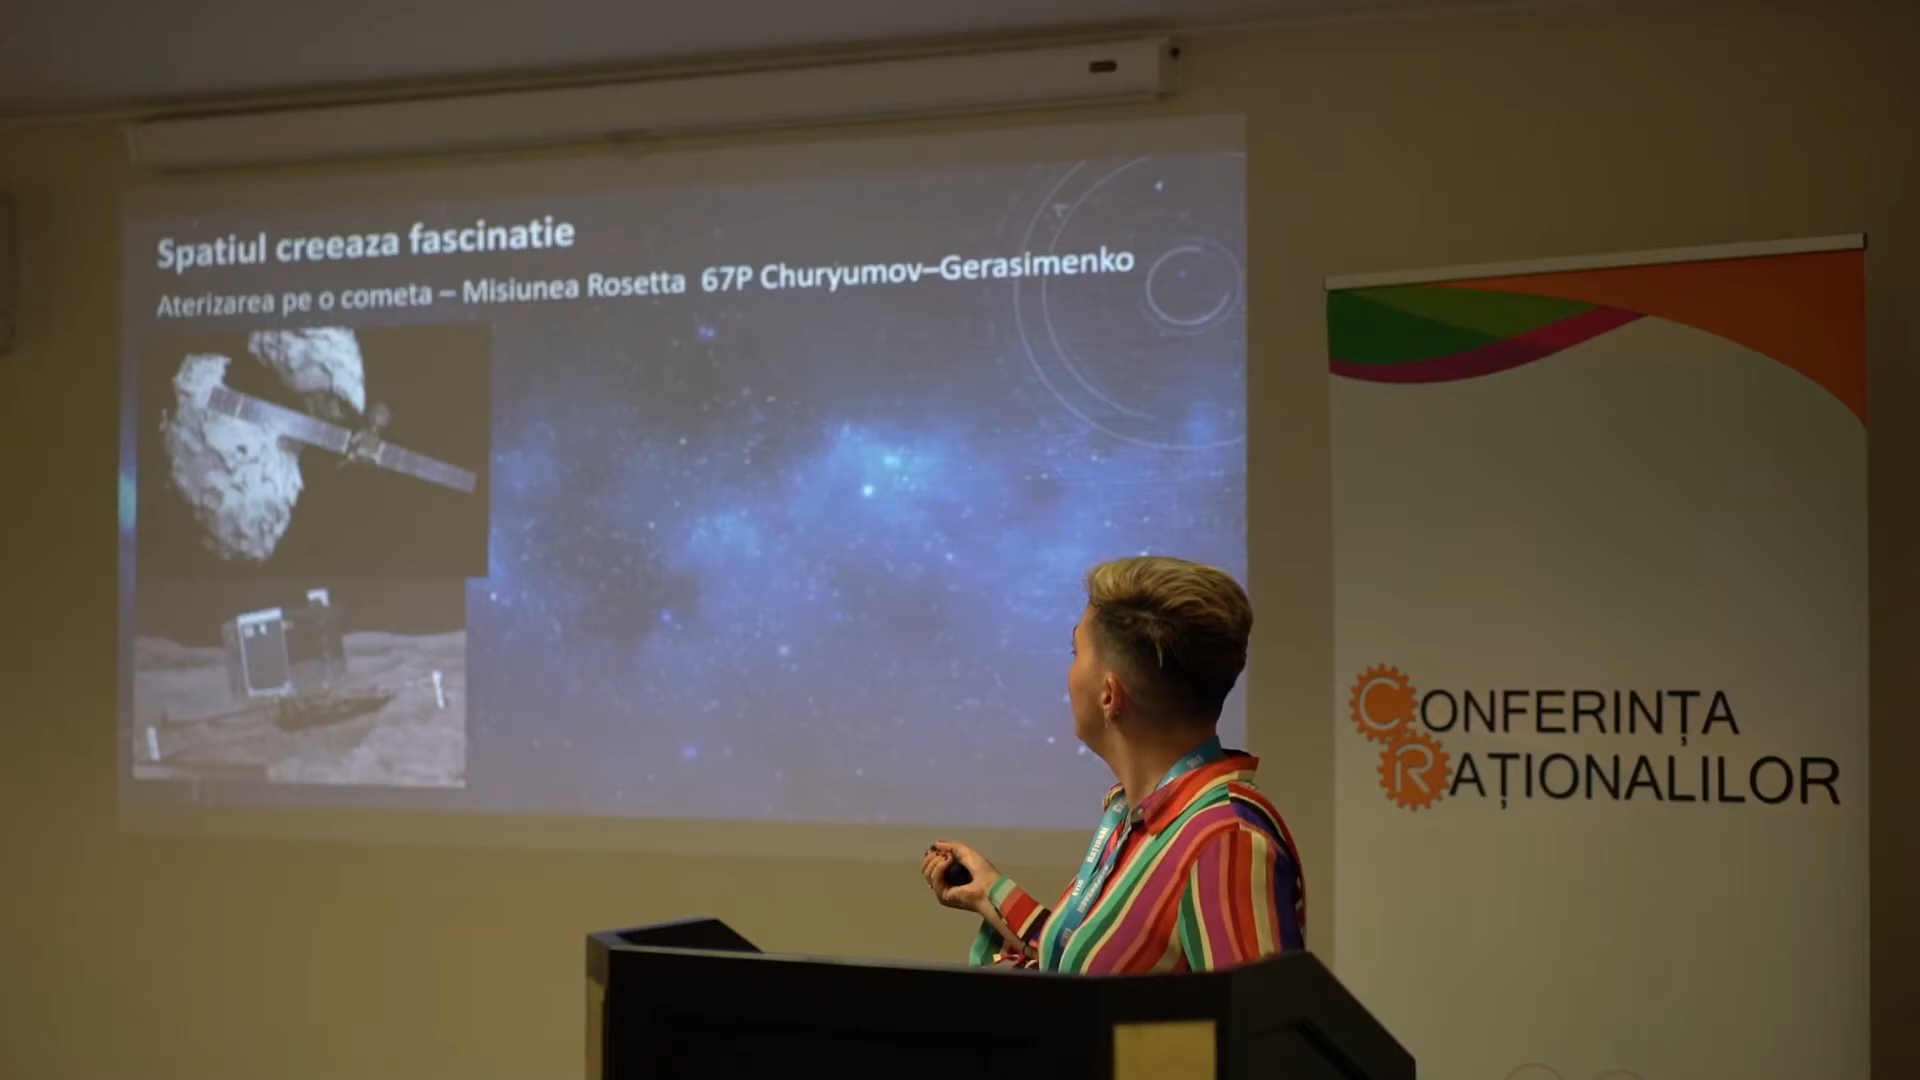 Spatiul creeaza fascinatie
Aterizarea pe o cometa – Misiunea Rosetta 67P Churyumov–Gerasimenko
CONFERINȚA
RAȚIONALILOR